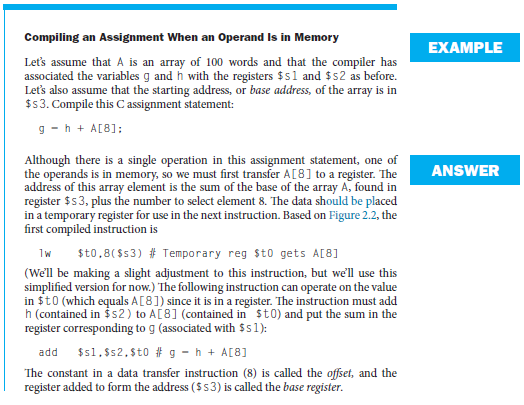 Compiling an Assignment When an Operand Is in Memory
EXAMPLE
Let's assume that A is an array of 100 words and that the compiler has
associated the variables g and h with the registers $s1 and $s2 as before.
Let's also assume that the starting address, or base address, of the array is in
$s3. Compile this C assignment statement:
g = h + A[8];
ANSWER
Although there is a single operation in this assignment statement, one of
the operands is in memory, so we must first transfer A[8] to a register. The
address of this array element is the sum of the base of the array A, found in
register $s3, plus the number to select element 8. The data should be placed
in a temporary register for use in the next instruction. Based on Figure 2.2, the
first compiled instruction is
lw $t0,8($s3) # Temporary reg $t0 gets A[8]
(We'll be making a slight adjustment to this instruction, but we'll use this
simplified version for now.) The following instruction can operate on the value
in $t0 (which equals A[8]) since it is in a register. The instruction must add
h (contained in $s2) to A[8] (contained in $t0) and put the sum in the
register corresponding to g (associated with $s1):
add $s1,$s2,$t0 # g = h + A[8]
The constant in a data transfer instruction (8) is called the offset, and the
register added to form the address ($s3) is called the base register.